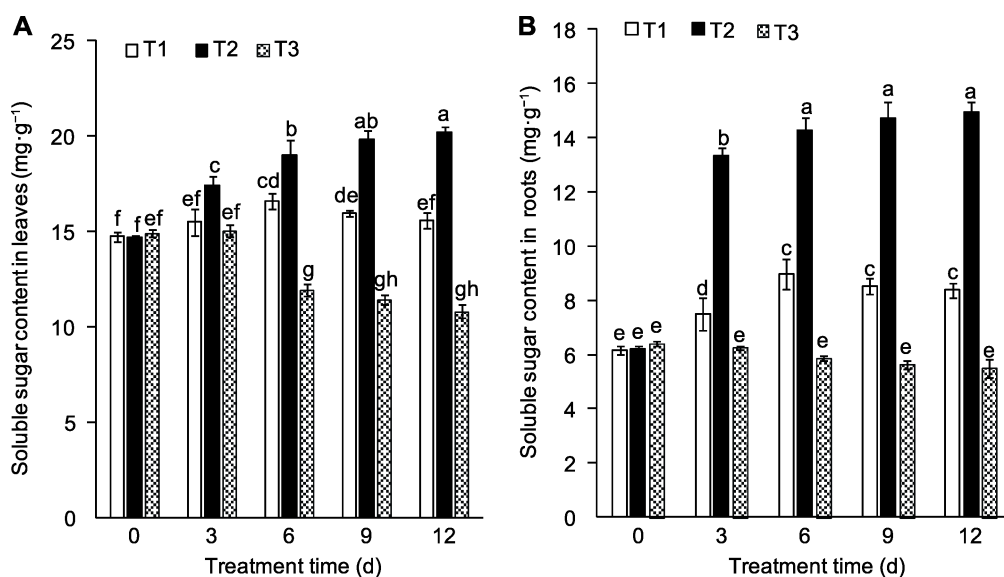 A
Soluble sugar content in leaves (mg·g⁻¹)
25
20
15
10
5
0
T1 T2 T3
f f ef
ef c ef
cd b g
de ab gh
ef a gh
0 3 6 9 12
Treatment time (d)
B
Soluble sugar content in roots (mg·g⁻¹)
18
16
14
12
10
8
6
4
2
0
T1 T2 T3
e e e
d b e
c a e
c a e
c a e
0 3 6 9 12
Treatment time (d)